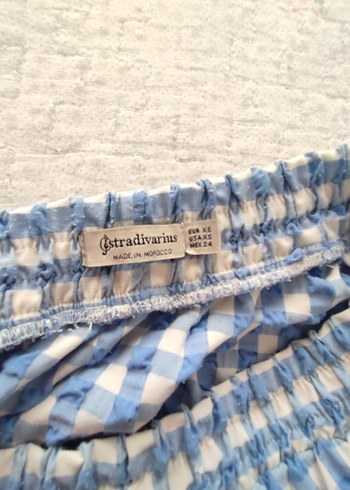 stradivarius
MADE IN MOROCCO
EUR XS
USA XS
MEX 24